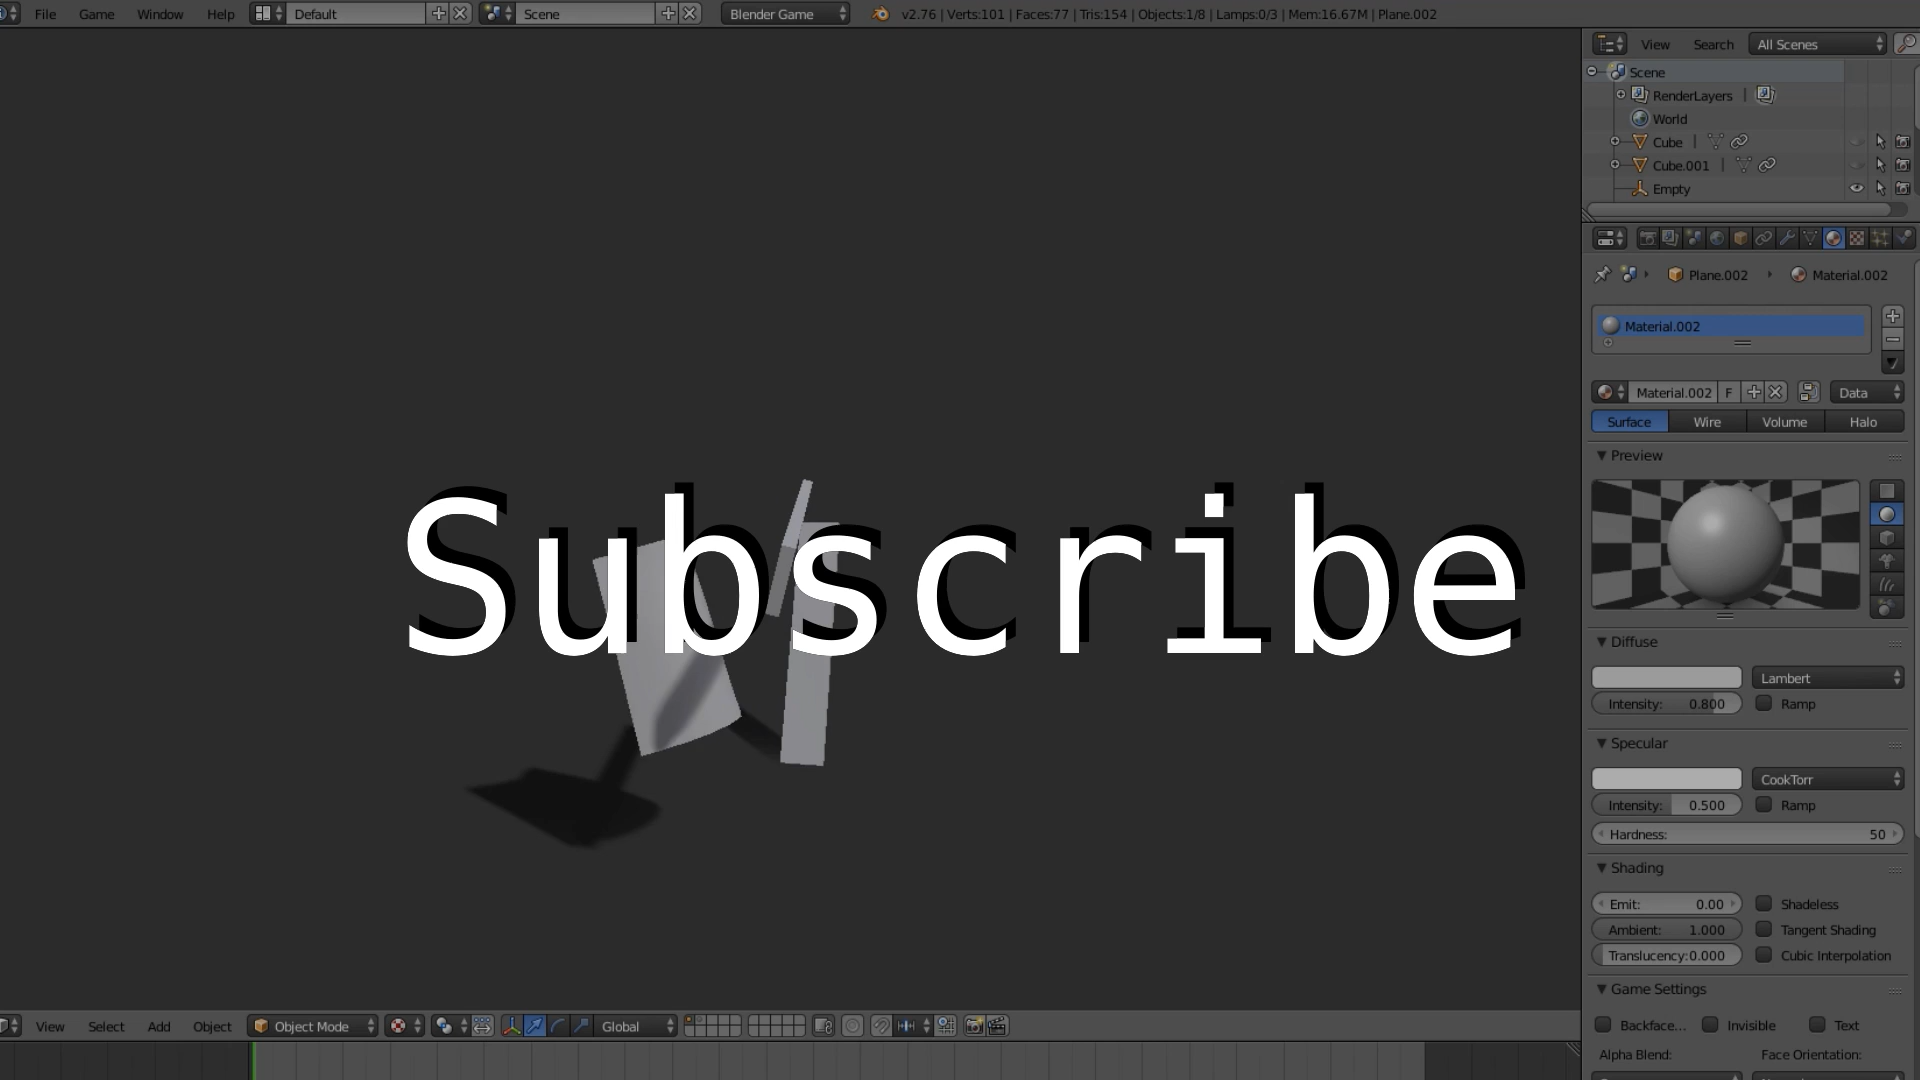 File Game Window Help Default Scene Blender Game v2.76 | Verts:101 | Faces:77 | Tris:154 | Objects:1/8 | Lamps:0/3 | Mem:16.67M | Plane.002
View Search All Scenes
Scene
RenderLayers
World
Cube
Cube.001
Empty
Plane.002 Material.002
Material.002
Material.002 F Data
Surface Wire Volume Halo
Preview
Subscribe
Diffuse
Lambert
Intensity: 0.800 Ramp
Specular
CookTorr
Intensity: 0.500 Ramp
Hardness: 50
Shading
Emit: 0.00 Shadeless
Ambient: 1.000 Tangent Shading
Translucency:0.000 Cubic Interpolation
Game Settings
Backface... Invisible Text
Alpha Blend: Face Orientation:
View Select Add Object Object Mode Global